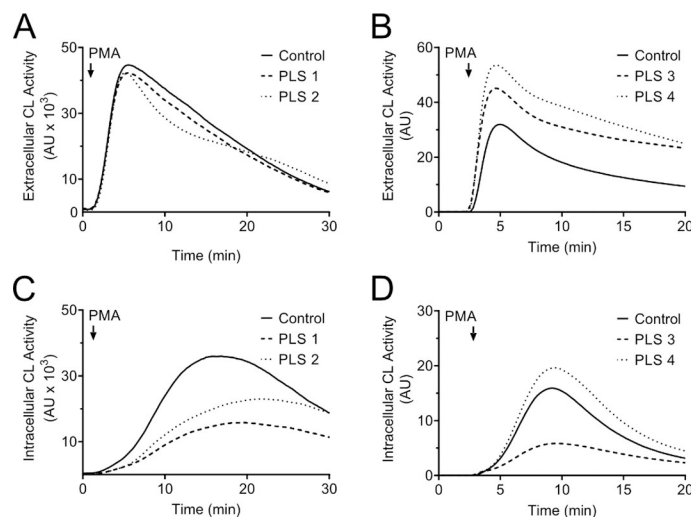 A
PMA
Control
PLS 1
PLS 2
Extracellular CL Activity
(AU x 10³)
50
30
10
0
10
20
30
Time (min)
B
PMA
Control
PLS 3
PLS 4
Extracellular CL Activity
(AU)
60
40
20
0
0
5
10
15
20
Time (min)
C
PMA
Control
PLS 1
PLS 2
Intracellular CL Activity
(AU x 10³)
50
30
10
0
10
20
30
Time (min)
D
PMA
Control
PLS 3
PLS 4
Intracellular CL Activity
(AU)
30
20
10
0
0
5
10
15
20
Time (min)